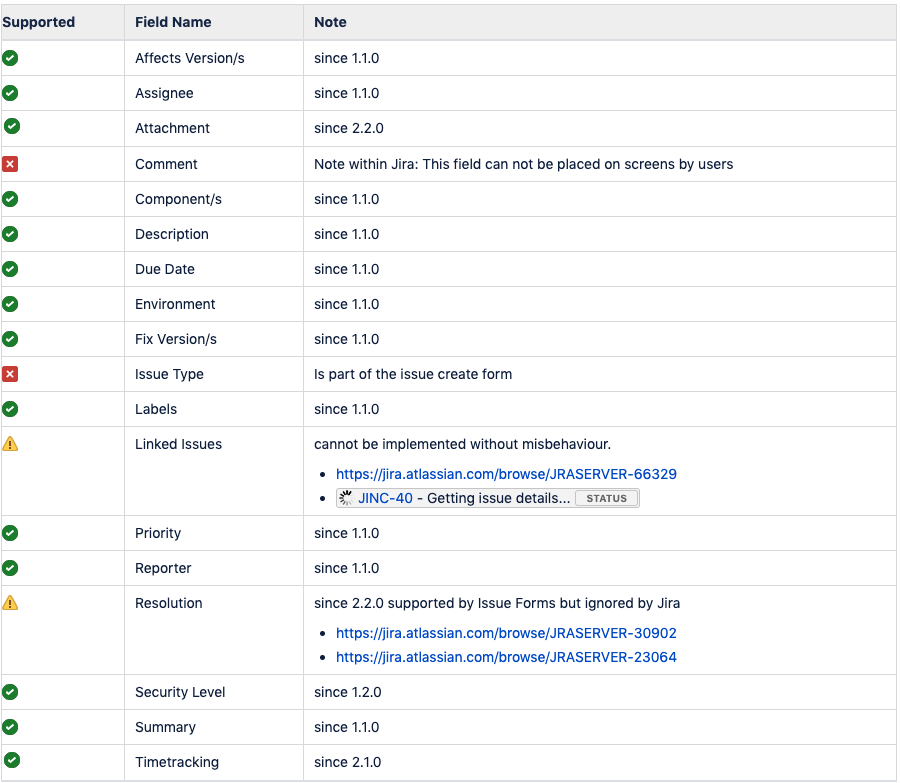 Supported Field Name Note
Affects Version/s since 1.1.0
Assignee since 1.1.0
Attachment since 2.2.0
Comment Note within Jira: This field can not be placed on screens by users
Component/s since 1.1.0
Description since 1.1.0
Due Date since 1.1.0
Environment since 1.1.0
Fix Version/s since 1.1.0
Issue Type Is part of the issue create form
Labels since 1.1.0
Linked Issues cannot be implemented without misbehaviour.
• https://jira.atlassian.com/browse/JRASERVER-66329
• JINC-40 - Getting issue details... STATUS
Priority since 1.1.0
Reporter since 1.1.0
Resolution since 2.2.0 supported by Issue Forms but ignored by Jira
• https://jira.atlassian.com/browse/JRASERVER-30902
• https://jira.atlassian.com/browse/JRASERVER-23064
Security Level since 1.2.0
Summary since 1.1.0
Timetracking since 2.1.0